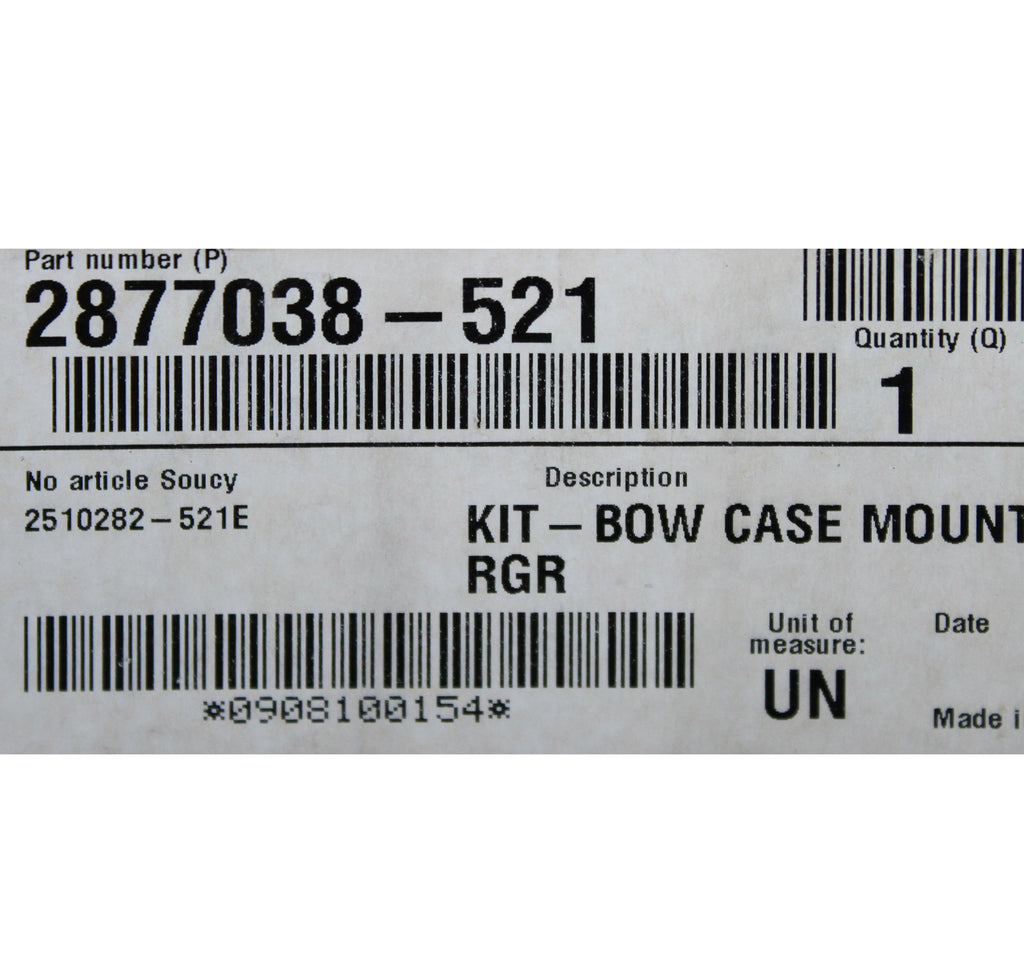 Part number (P)
2877038-521
Quantity (Q)
1
No article Soucy
2510282-521E
Description
KIT-BOW CASE MOUNT
RGR
*0908100154*
Unit of
measure:
UN
Date
Made i